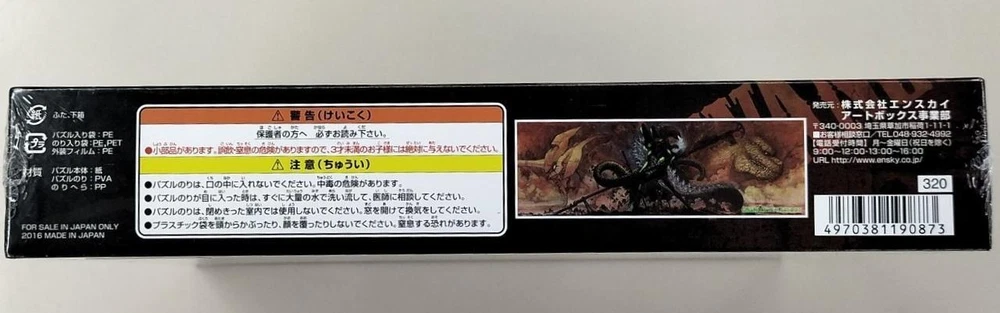 紙 ふた、下箱
プラ
パズル入り袋：PE
のり入り袋：PE,PET
外装フィルム：PE
材質
パズル本体：紙
パズルのり：PVA
のりへら：PP
FOR SALE IN JAPAN ONLY
2016 MADE IN JAPAN
警告（けいこく）
保護者の方へ 必ずお読み下さい。
●小部品があります。誤飲・窒息の危険がありますので、3才未満のお子様には絶対に与えないでください。
注意（ちゅうい）
●パズルのりは、口の中に入れないでください。中毒の危険があります。
●パズルのりが目に入った時は、すぐに大量の水で洗い流して、医師に相談してください。
●パズルのりは、閉めきった室内では使用しないでください。窓を開けて換気をしてください。
●プラスチック袋を頭からかぶったり、顔を覆ったりしないでください。窒息する恐れがあります。
発売元：株式会社エンスカイ
アートボックス事業部
〒340-0003 埼玉県草加市稲荷1-11-1
■お客様相談窓口／TEL.048-932-4992
【電話受付時間】月～金曜日（祝日を除く）
9:00~12:00・13:00~16:00
URL http://www.ensky.co.jp/
320
4970381190873